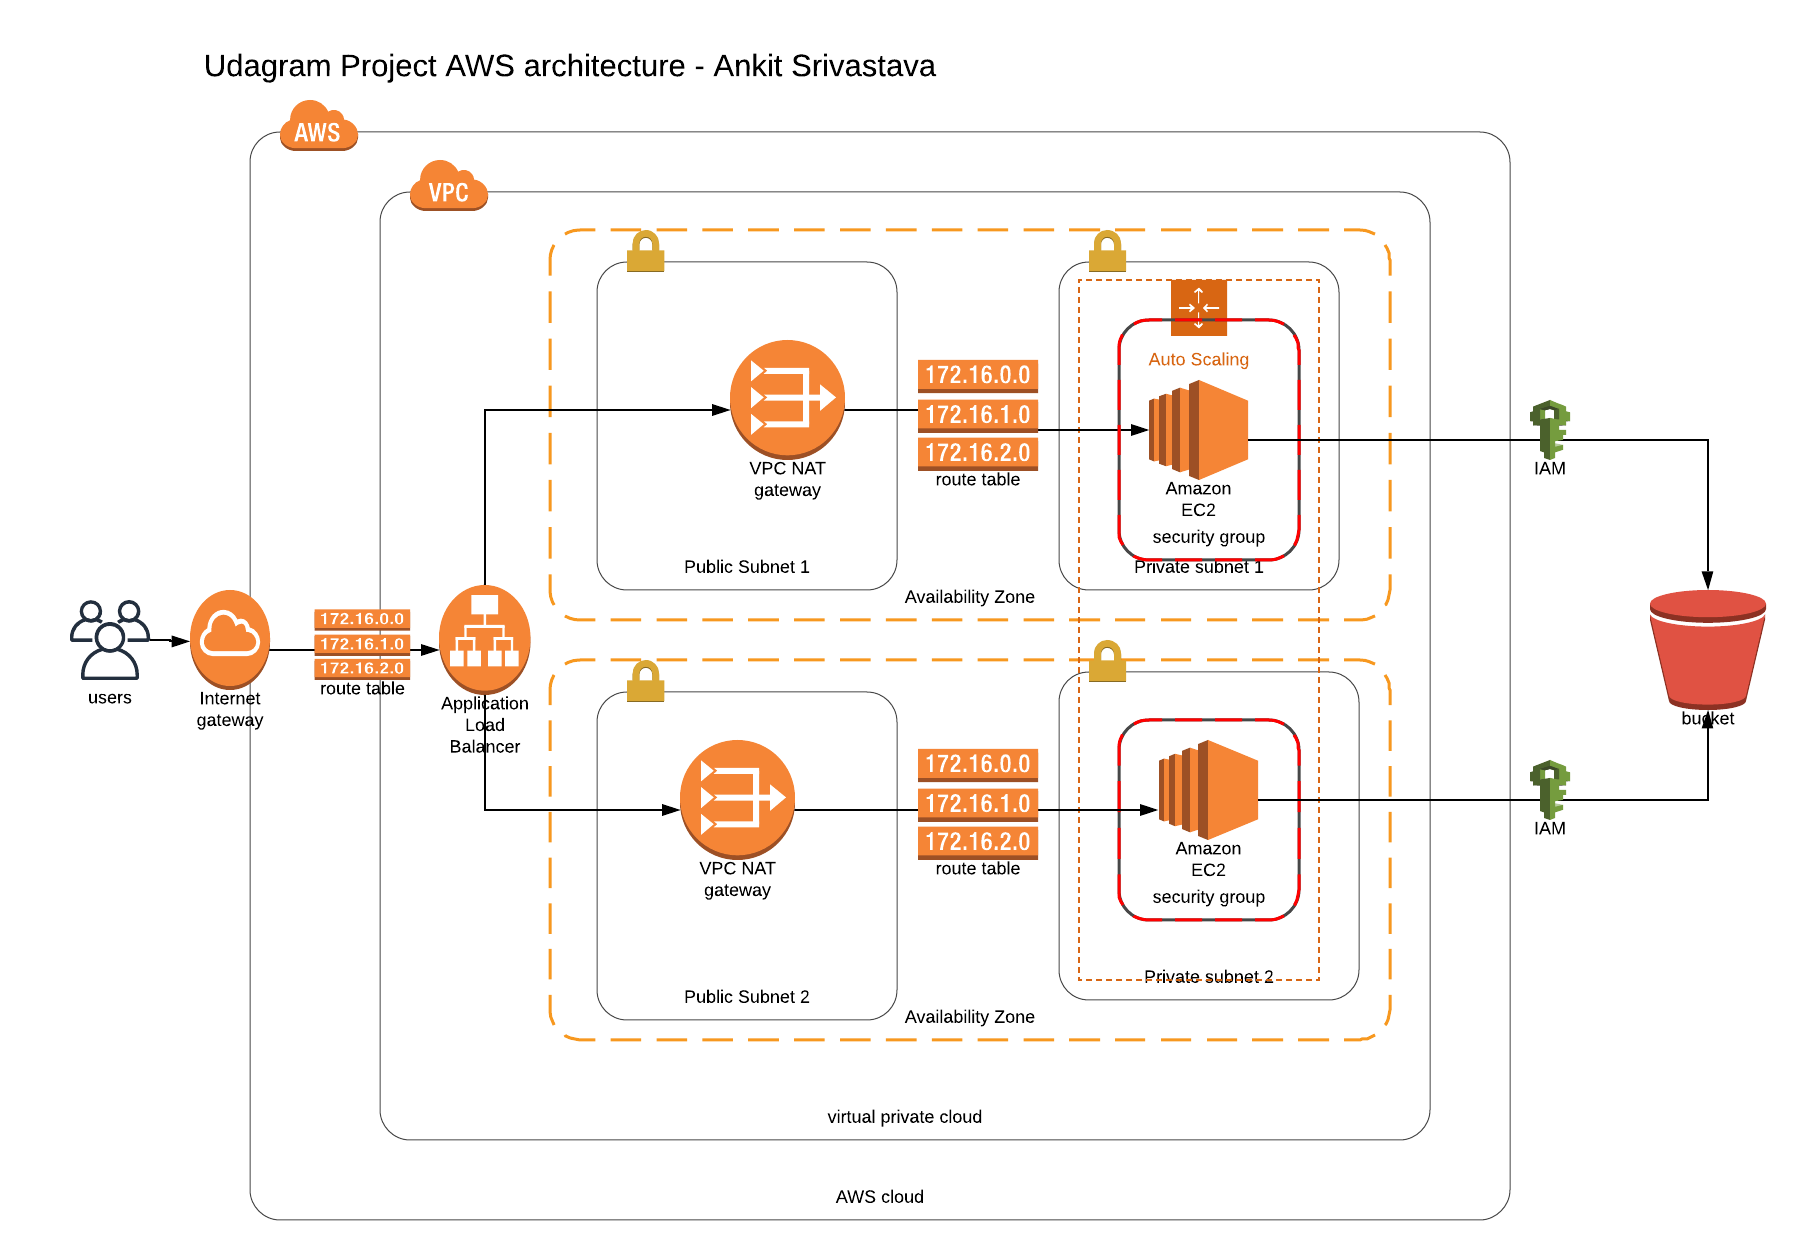 Udagram Project AWS architecture - Ankit Srivastava
AWS
VPC
172.16.0.0
172.16.1.0
172.16.2.0
route table
VPC NAT
gateway
Public Subnet 1
Auto Scaling
Amazon
EC2
security group
Private subnet 1
Availability Zone
IAM
users
Internet
gateway
172.16.0.0
172.16.1.0
172.16.2.0
route table
Application
Load
Balancer
bucket
172.16.0.0
172.16.1.0
172.16.2.0
route table
VPC NAT
gateway
Public Subnet 2
Amazon
EC2
security group
Private subnet 2
Availability Zone
IAM
virtual private cloud
AWS cloud